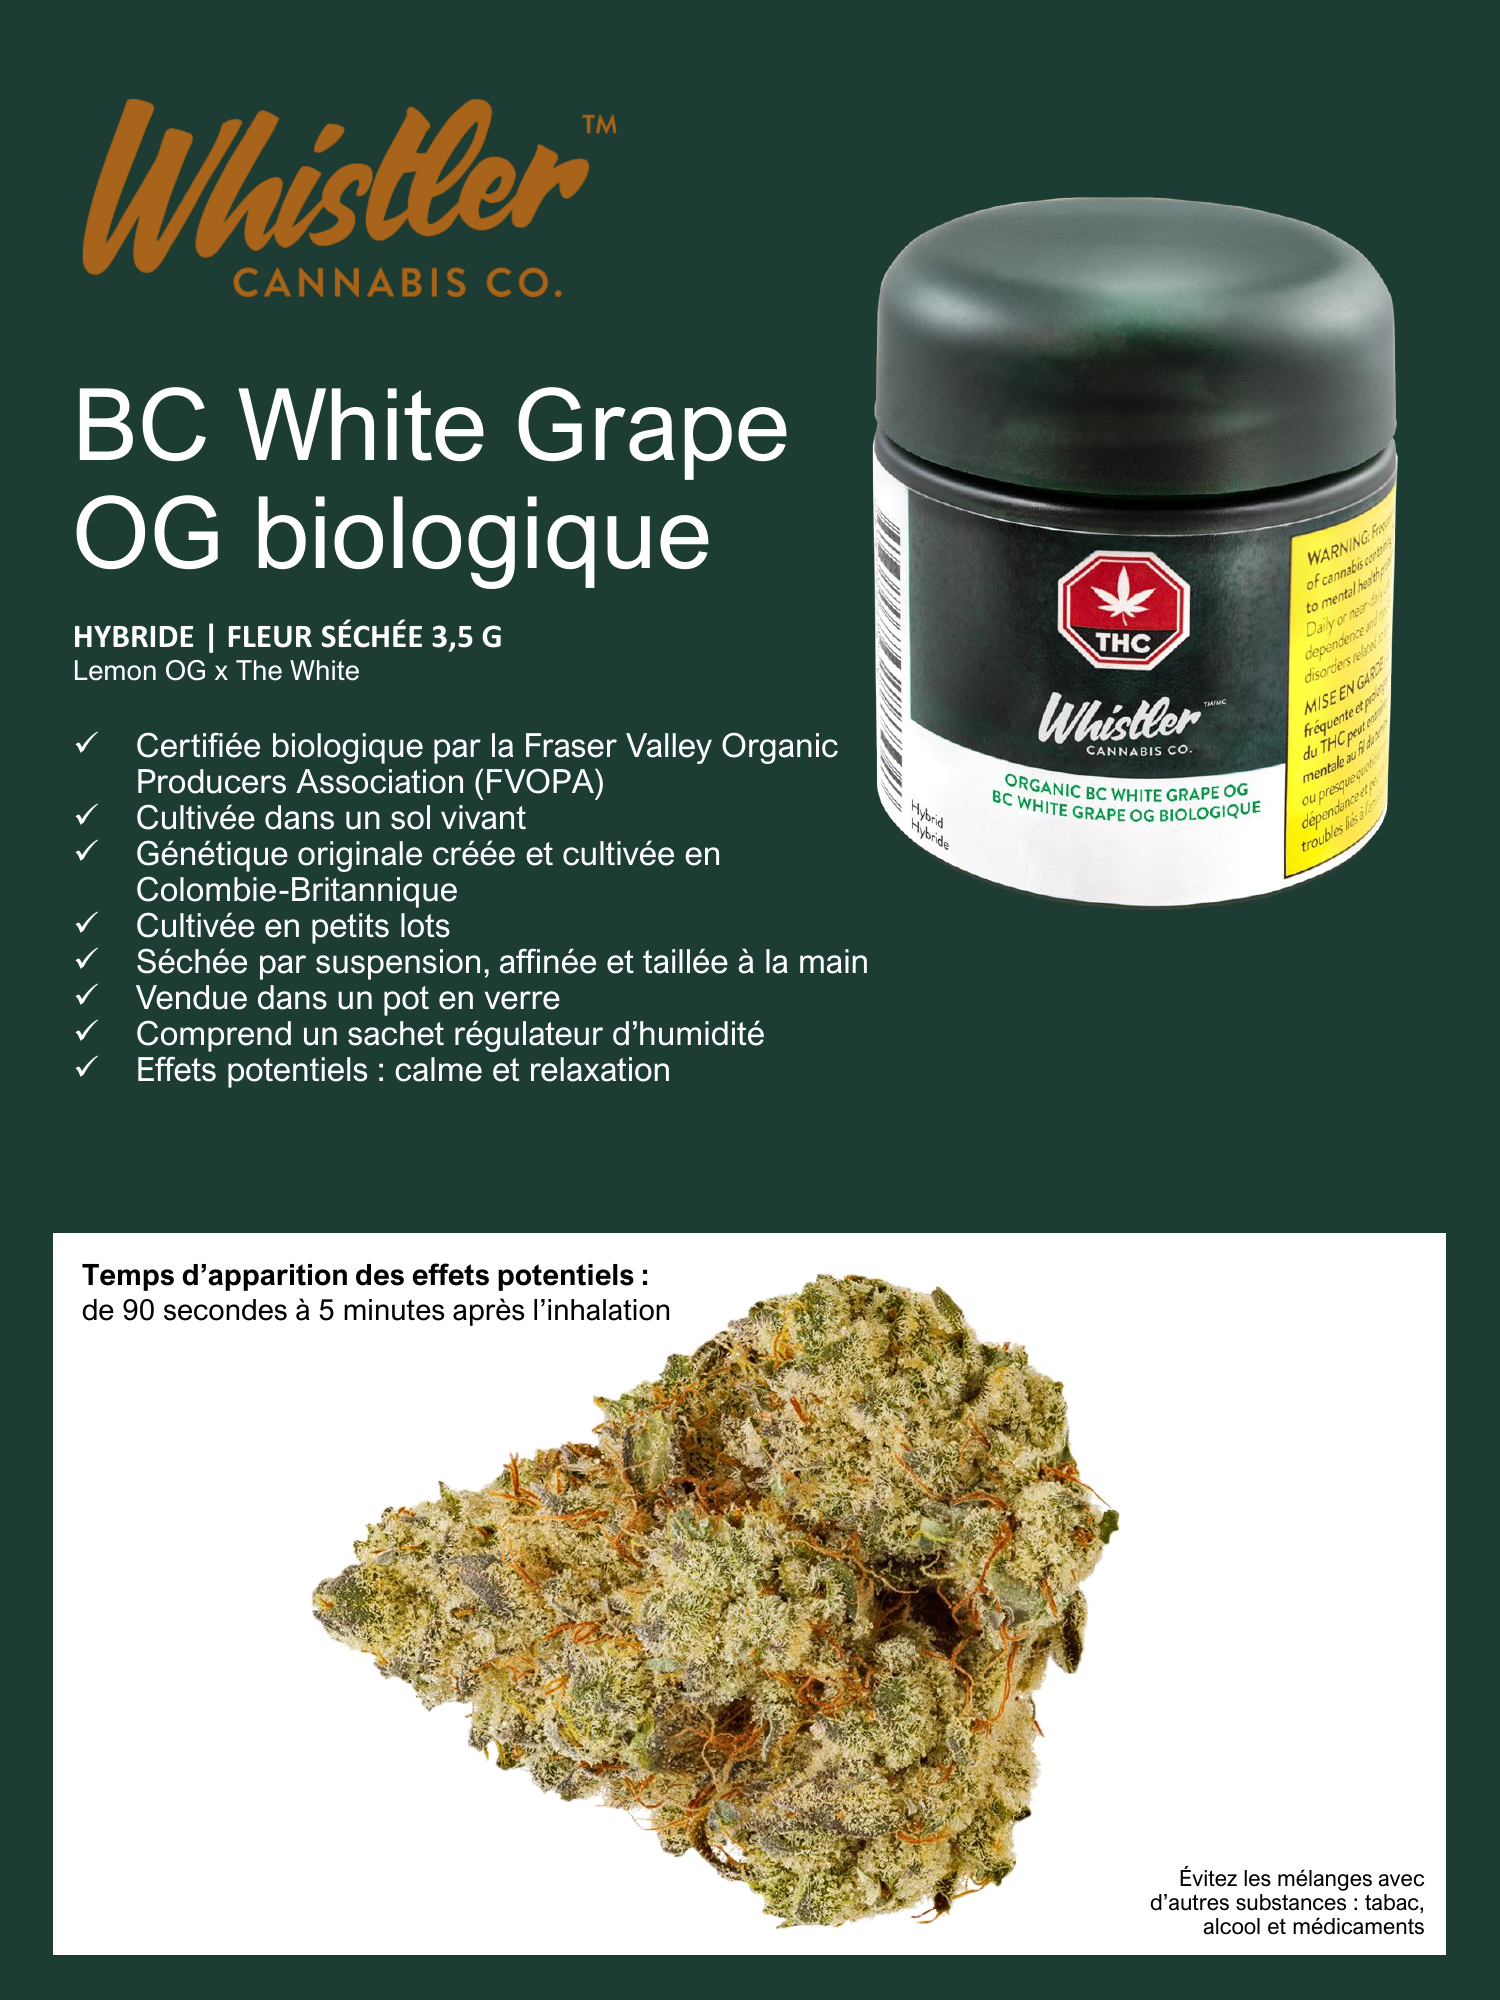 Whistler™
CANNABIS CO.
BC White Grape
OG biologique
HYBRIDE | FLEUR SÉCHÉE 3,5 G
Lemon OG x The White
✓ Certifiée biologique par la Fraser Valley Organic
Producers Association (FVOPA)
✓ Cultivée dans un sol vivant
✓ Génétique originale créée et cultivée en
Colombie-Britannique
✓ Cultivée en petits lots
✓ Séchée par suspension, affinée et taillée à la main
✓ Vendue dans un pot en verre
✓ Comprend un sachet régulateur d’humidité
✓ Effets potentiels : calme et relaxation
THC
Whistler TM/MC
CANNABIS CO.
ORGANIC BC WHITE GRAPE OG
BC WHITE GRAPE OG BIOLOGIQUE
Hybrid
Hybride
WARNING:
of cannabis
to mental health
Daily or near-daily
dependence and
disorders related
MISE EN GARDE
fréquente et
du THC peut
mentale au fil du
ou presque
dépendance et
troubles liés à
Temps d’apparition des effets potentiels :
de 90 secondes à 5 minutes après l’inhalation
Évitez les mélanges avec
d’autres substances : tabac,
alcool et médicaments